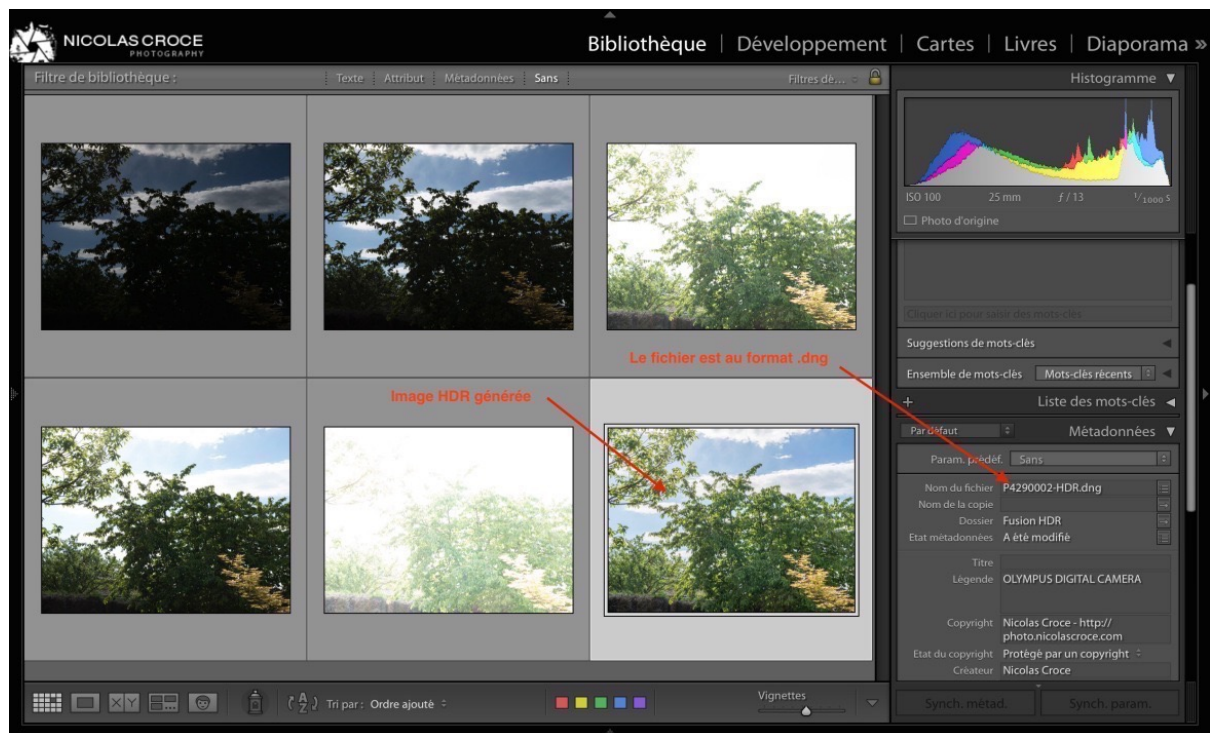 NICOLAS CROCE
PHOTOGRAPHY
Bibliothèque | Développement | Cartes | Livres | Diaporama »
Filtre de bibliothèque :
Texte Attribut Métadonnées Sans
Filtres dé...
Histogramme
ISO 100 25 mm ƒ / 13 1/1000 s
Photo d'origine
Cliquer ici pour saisir des mots-clés
Suggestions de mots-clés
Ensemble de mots-clés Mots-clés récents
+ Liste des mots-clés
Par défaut Métadonnées
Param. prédéf. Sans
Nom du fichier P4290002-HDR.dng
Nom de la copie
Dossier Fusion HDR
Etat métadonnées A été modifié
Titre
Légende OLYMPUS DIGITAL CAMERA
Copyright Nicolas Croce - http://
photo.nicolascroce.com
Etat du copyright Protégé par un copyright
Créateur Nicolas Croce
Le fichier est au format .dng
Image HDR générée
XY
A
Z
Tri par : Ordre ajouté
Vignettes
Synch. métad. Synch. param.